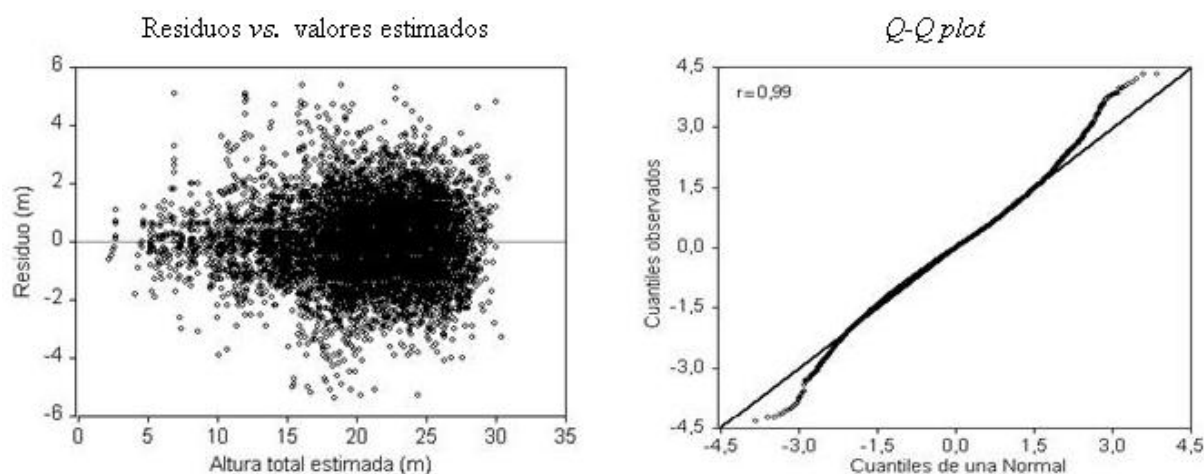 Residuos vs. valores estimados
6
4
2
0
-2
-4
-6
Residuo (m)
0 5 10 15 20 25 30 35
Altura total estimada (m)
Q-Q plot
r=0,99
4,5
3,0
1,5
0,0
-1,5
-3,0
-4,5
Cuantiles observados
-4,5 -3,0 -1,5 0,0 1,5 3,0 4,5
Cuantiles de una Normal